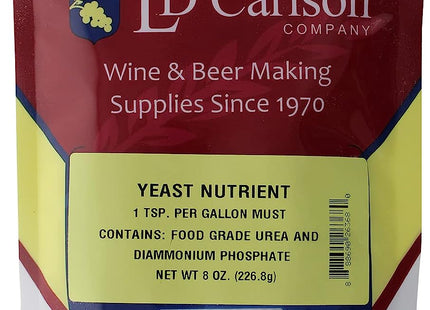 LD Carlson
COMPANY
Wine & Beer Making
Supplies Since 1970
YEAST NUTRIENT
1 TSP. PER GALLON MUST
CONTAINS: FOOD GRADE UREA AND
DIAMMONIUM PHOSPHATE
NET WT 8 OZ. (226.8g)